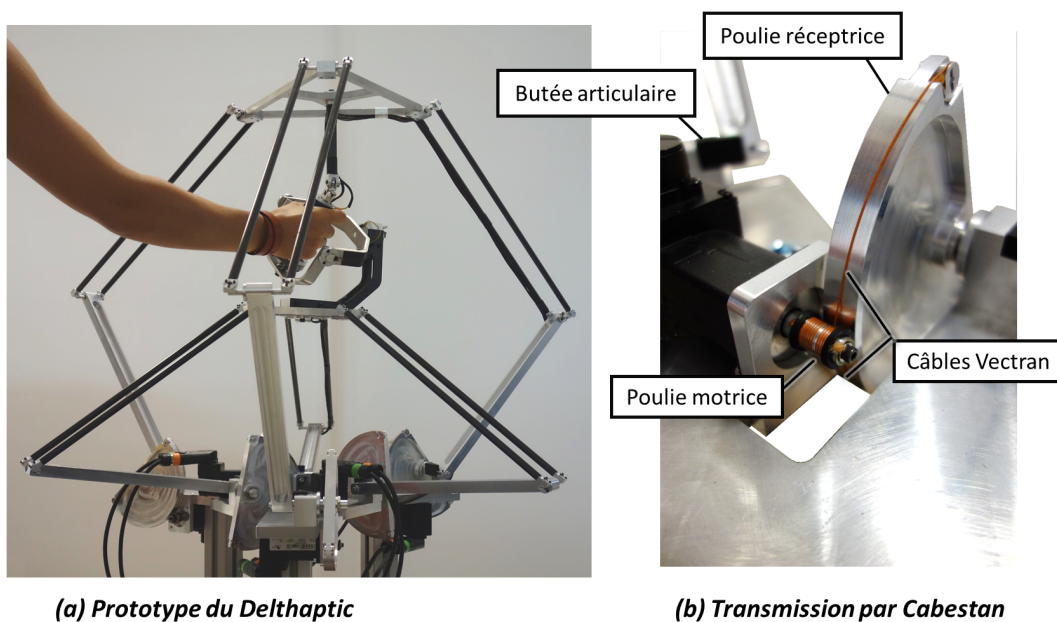 Poulie réceptrice
Butée articulaire
Câbles Vectran
Poulie motrice
(a) Prototype du Delthaptic
(b) Transmission par Cabestan